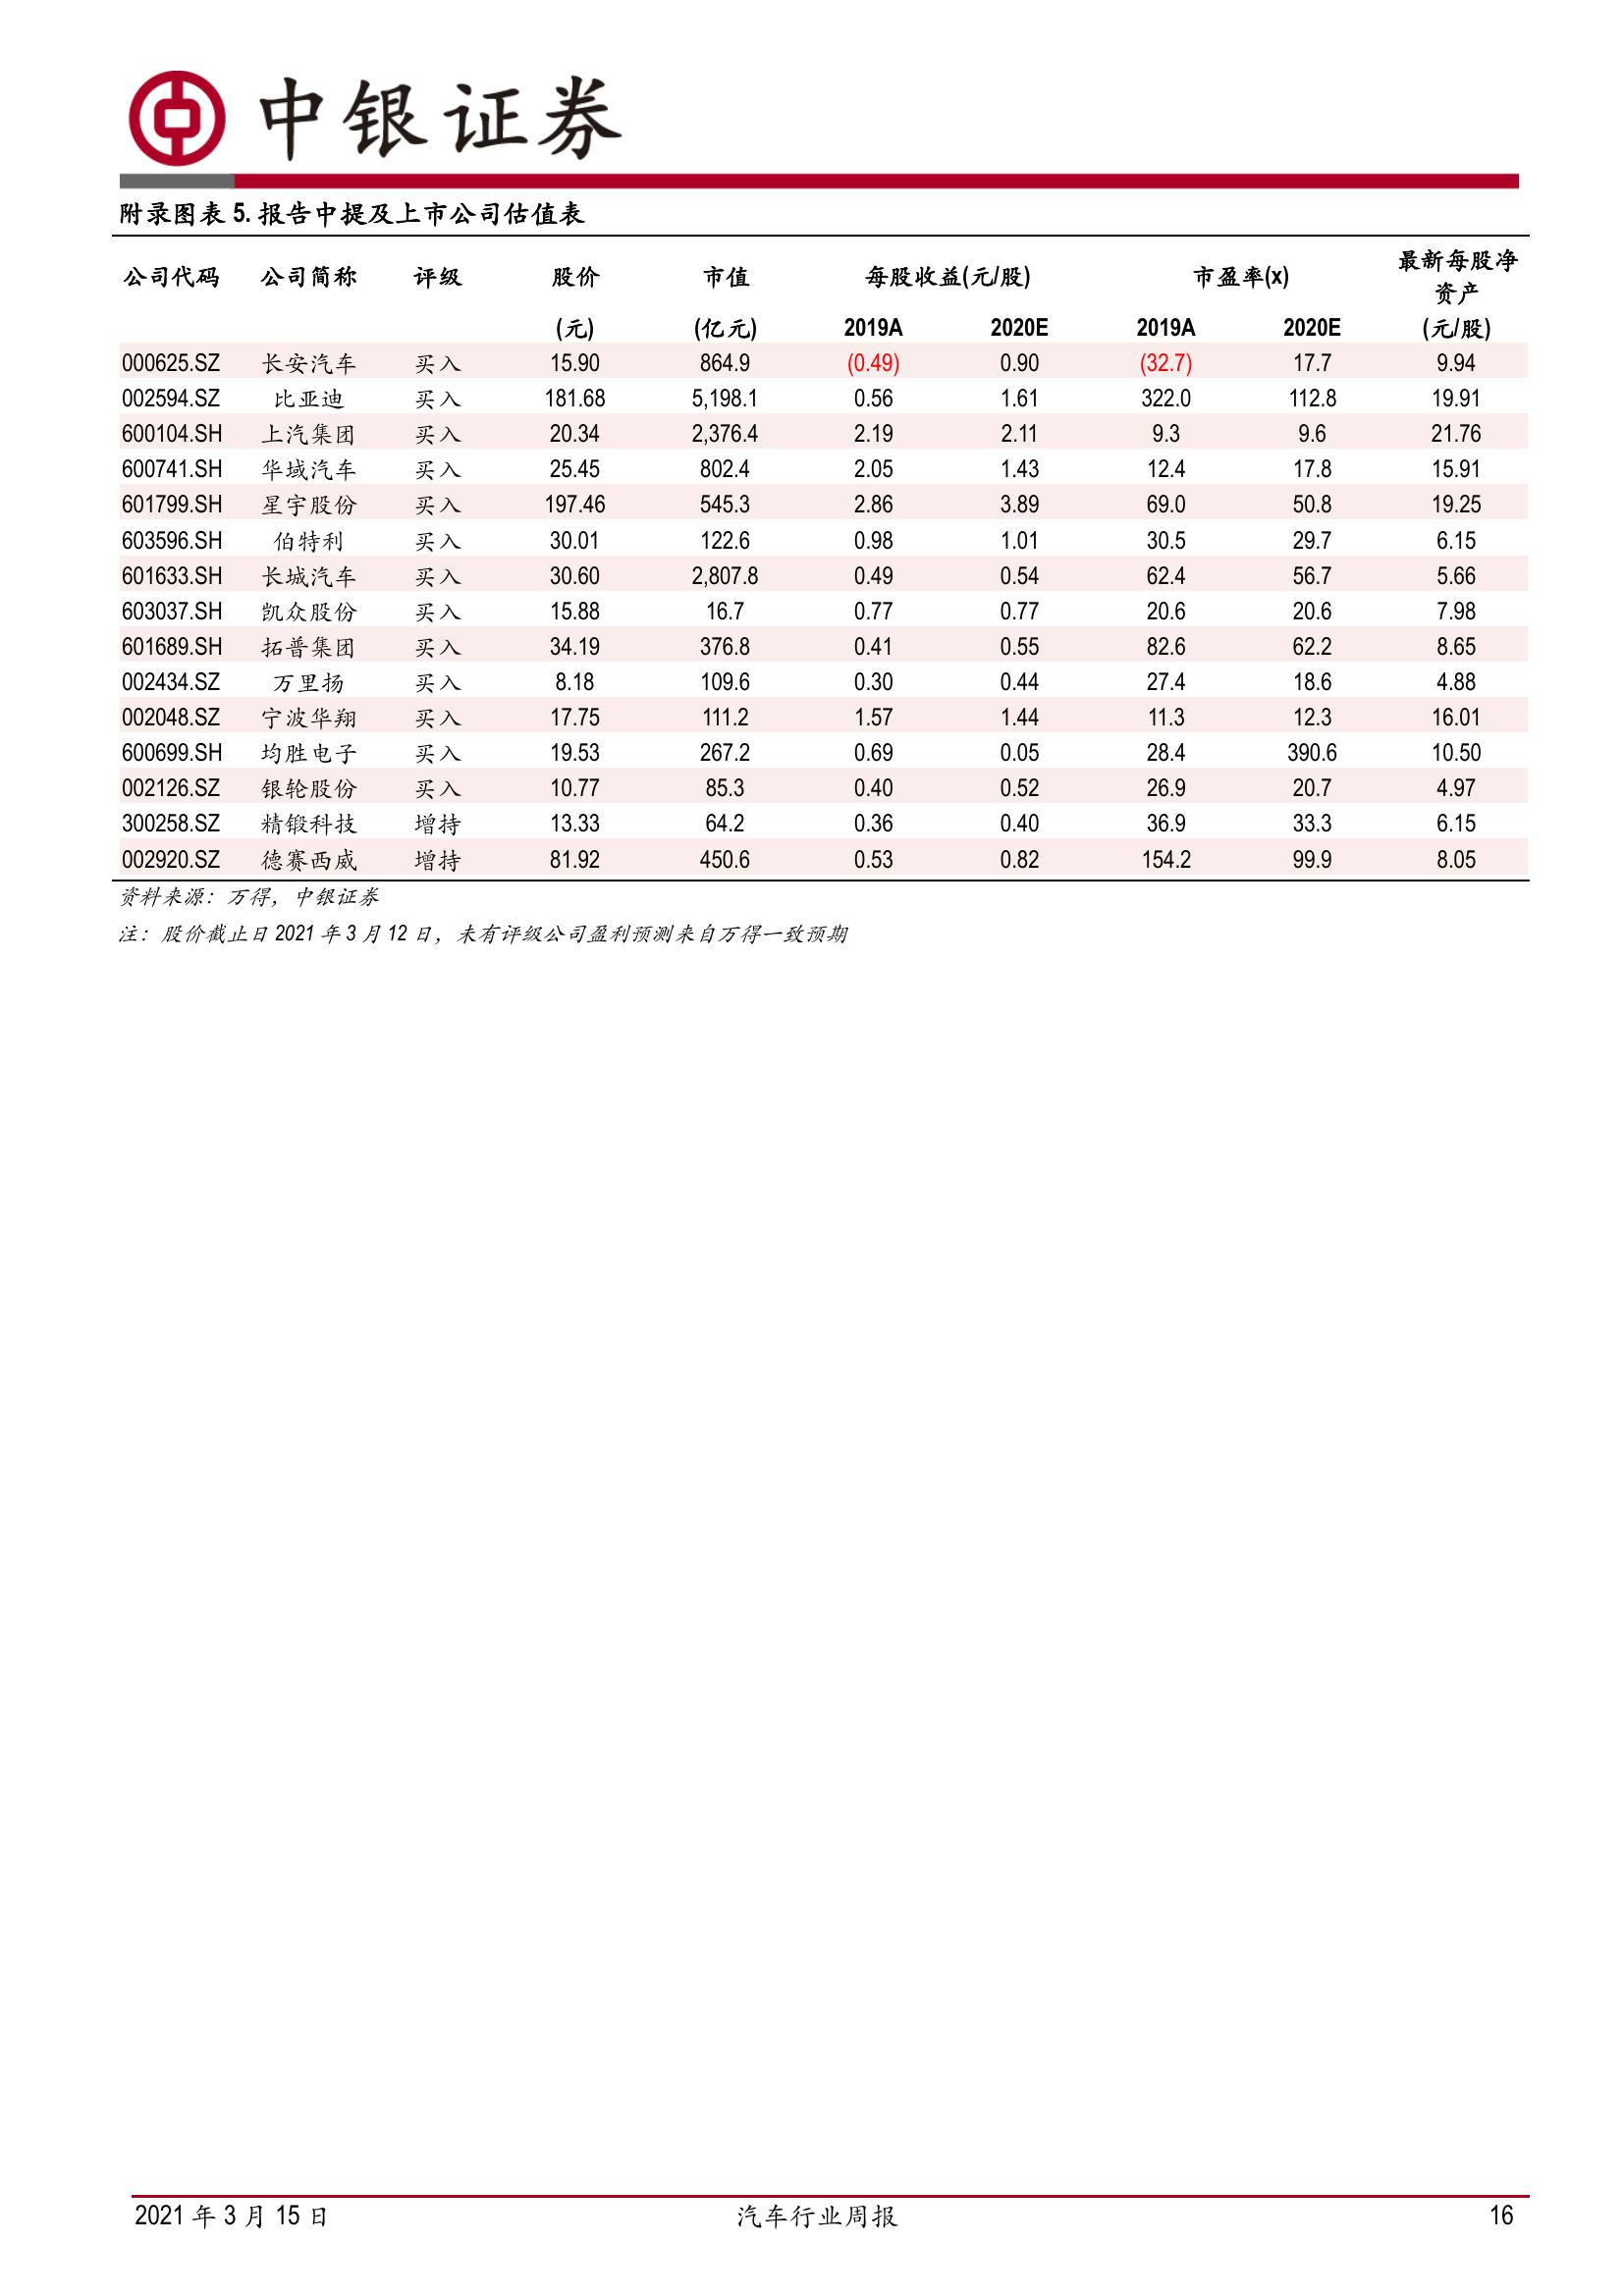 中银证券
附录图表 5. 报告中提及上市公司估值表
公司代码 公司简称 评级 股价 市值 每股收益(元/股) 市盈率(x) 最新每股净资产
(元) (亿元) 2019A 2020E 2019A 2020E (元/股)
000625.SZ 长安汽车 买入 15.90 864.9 (0.49) 0.90 (32.7) 17.7 9.94
002594.SZ 比亚迪 买入 181.68 5,198.1 0.56 1.61 322.0 112.8 19.91
600104.SH 上汽集团 买入 20.34 2,376.4 2.19 2.11 9.3 9.6 21.76
600741.SH 华域汽车 买入 25.45 802.4 2.05 1.43 12.4 17.8 15.91
601799.SH 星宇股份 买入 197.46 545.3 2.86 3.89 69.0 50.8 19.25
603596.SH 伯特利 买入 30.01 122.6 0.98 1.01 30.5 29.7 6.15
601633.SH 长城汽车 买入 30.60 2,807.8 0.49 0.54 62.4 56.7 5.66
603037.SH 凯众股份 买入 15.88 16.7 0.77 0.77 20.6 20.6 7.98
601689.SH 拓普集团 买入 34.19 376.8 0.41 0.55 82.6 62.2 8.65
002434.SZ 万里扬 买入 8.18 109.6 0.30 0.44 27.4 18.6 4.88
002048.SZ 宁波华翔 买入 17.75 111.2 1.57 1.44 11.3 12.3 16.01
600699.SH 均胜电子 买入 19.53 267.2 0.69 0.05 28.4 390.6 10.50
002126.SZ 银轮股份 买入 10.77 85.3 0.40 0.52 26.9 20.7 4.97
300258.SZ 精锻科技 增持 13.33 64.2 0.36 0.40 36.9 33.3 6.15
002920.SZ 德赛西威 增持 81.92 450.6 0.53 0.82 154.2 99.9 8.05
资料来源：万得，中银证券
注：股价截止日 2021 年 3 月 12 日，未有评级公司盈利预测来自万得一致预期
2021 年 3 月 15 日 汽车行业周报 16